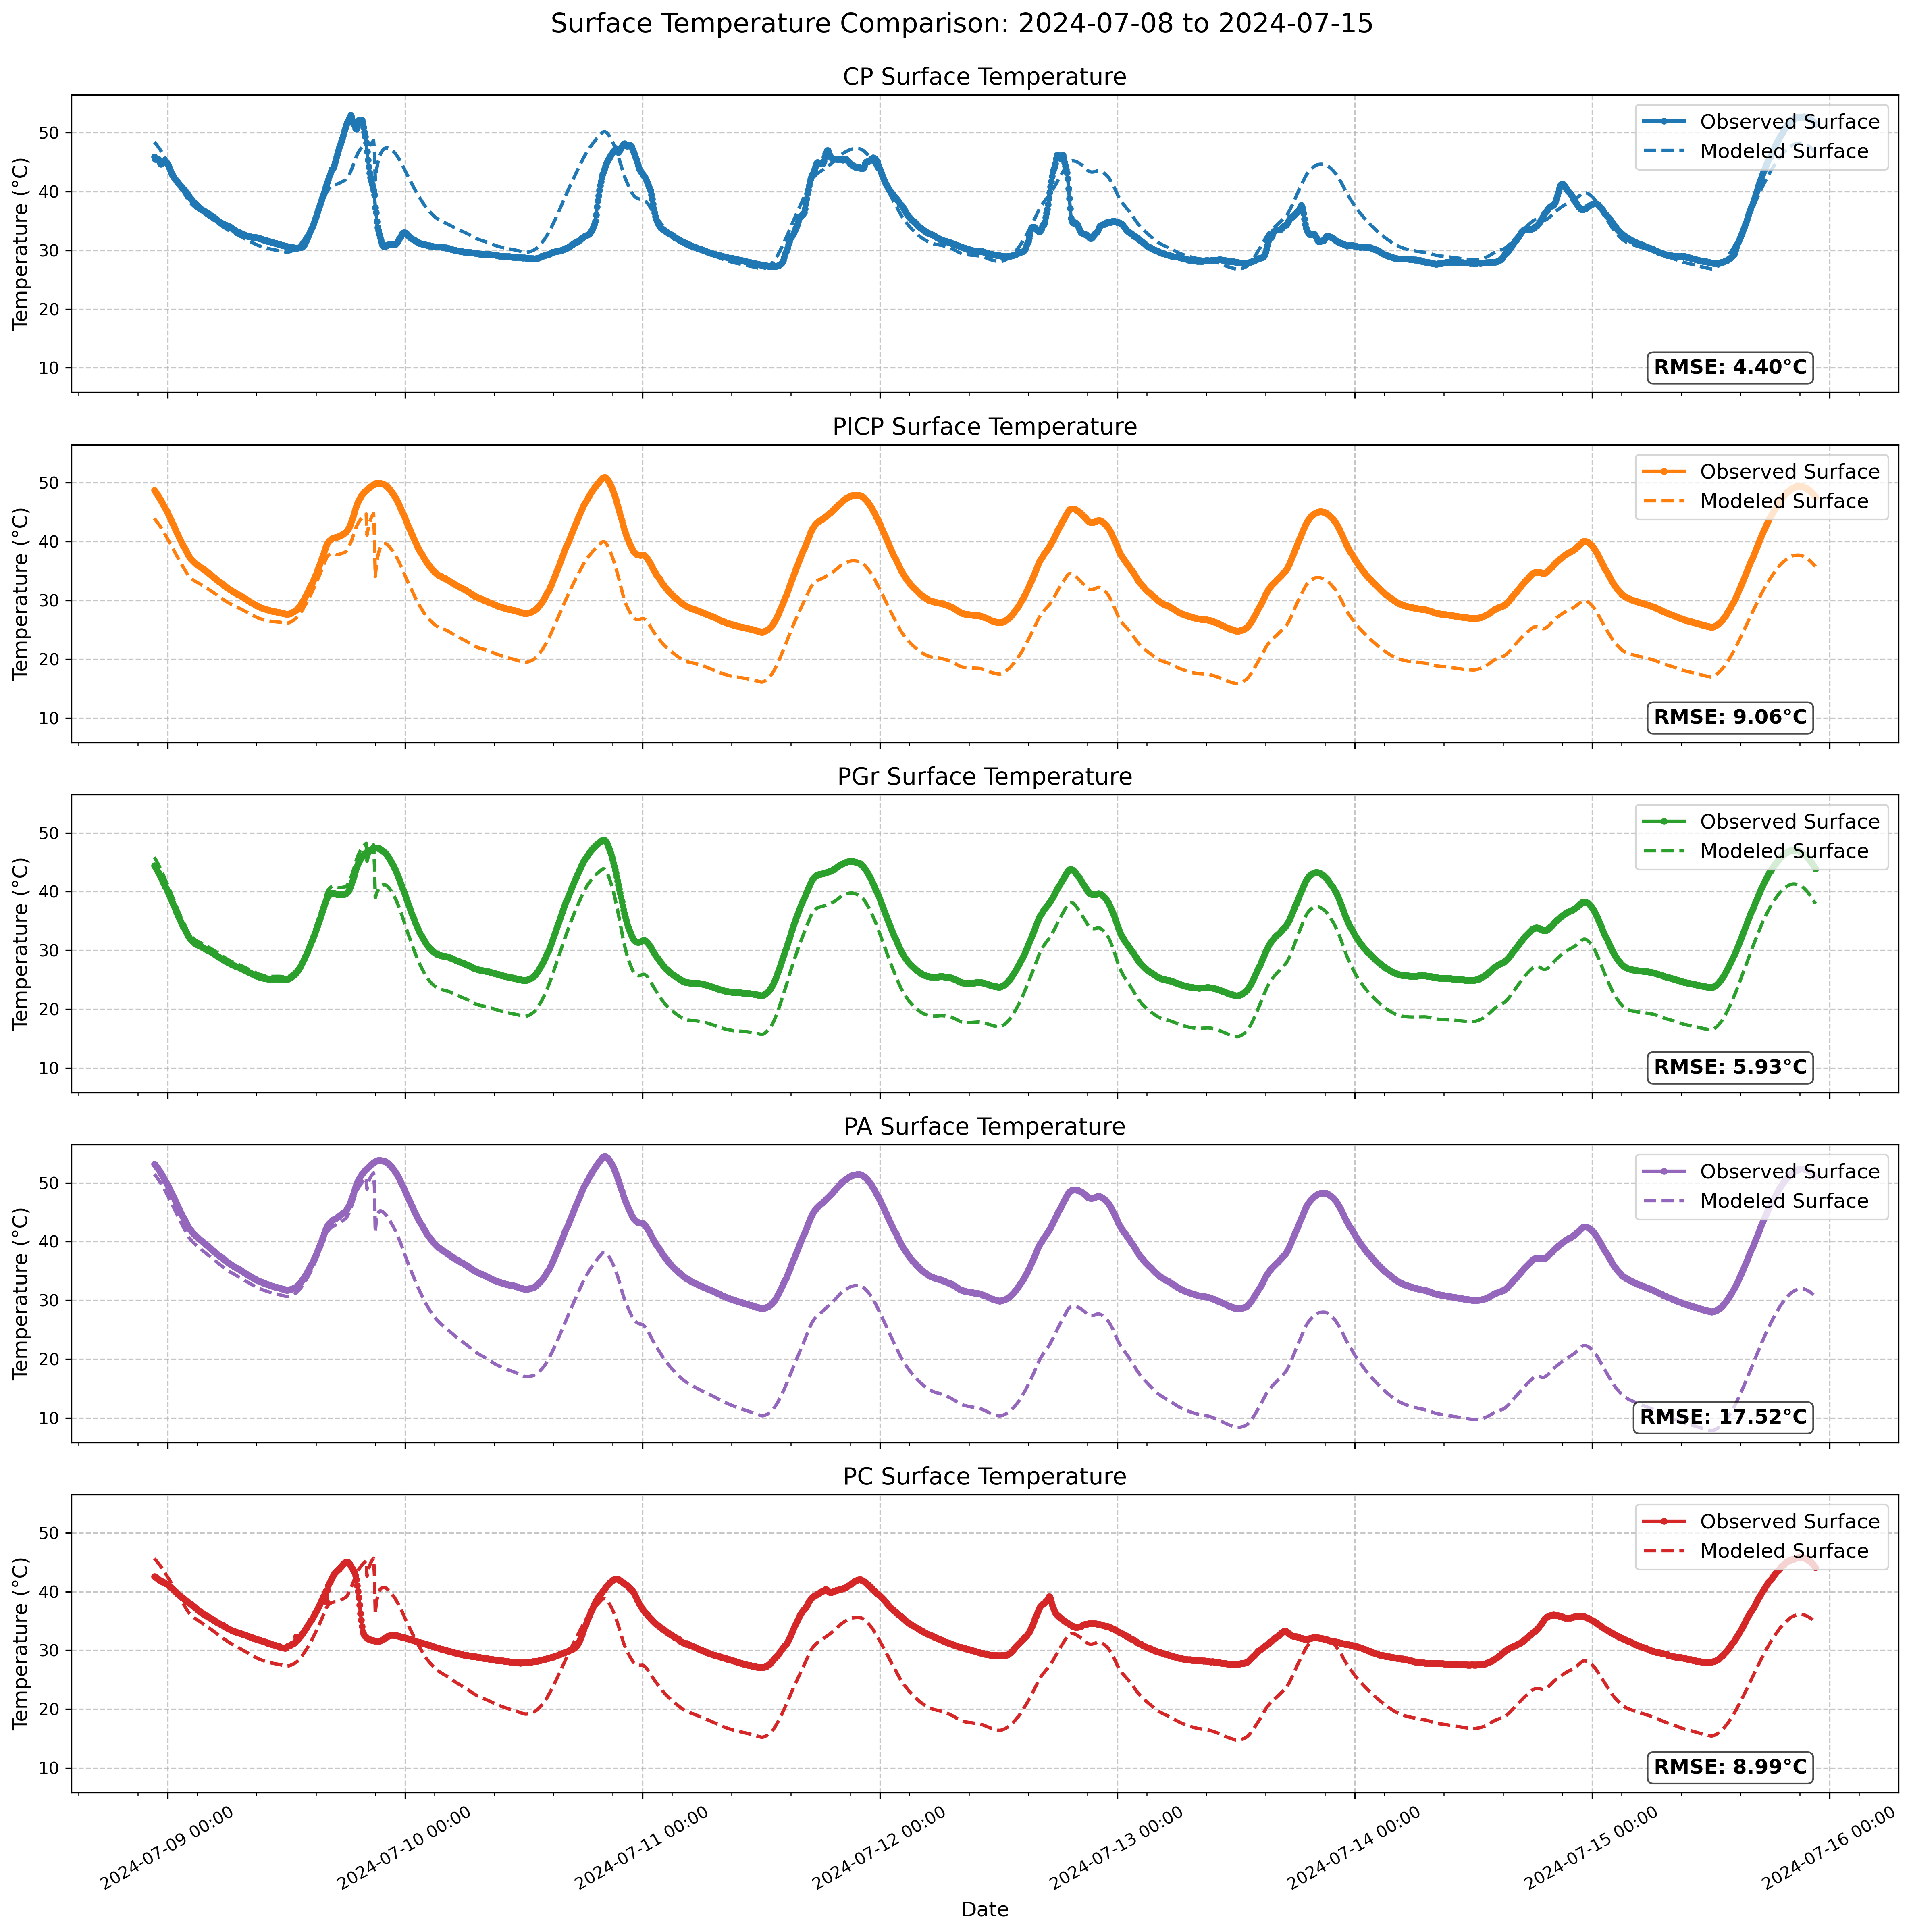 Surface Temperature Comparison: 2024-07-08 to 2024-07-15
CP Surface Temperature
Temperature (°C)
50
40
30
20
10
Observed Surface
Modeled Surface
RMSE: 4.40°C
PICP Surface Temperature
Temperature (°C)
50
40
30
20
10
Observed Surface
Modeled Surface
RMSE: 9.06°C
PGr Surface Temperature
Temperature (°C)
50
40
30
20
10
Observed Surface
Modeled Surface
RMSE: 5.93°C
PA Surface Temperature
Temperature (°C)
50
40
30
20
10
Observed Surface
Modeled Surface
RMSE: 17.52°C
PC Surface Temperature
Temperature (°C)
50
40
30
20
10
Observed Surface
Modeled Surface
RMSE: 8.99°C
2024-07-09 00:00
2024-07-10 00:00
2024-07-11 00:00
2024-07-12 00:00
2024-07-13 00:00
2024-07-14 00:00
2024-07-15 00:00
2024-07-16 00:00
Date